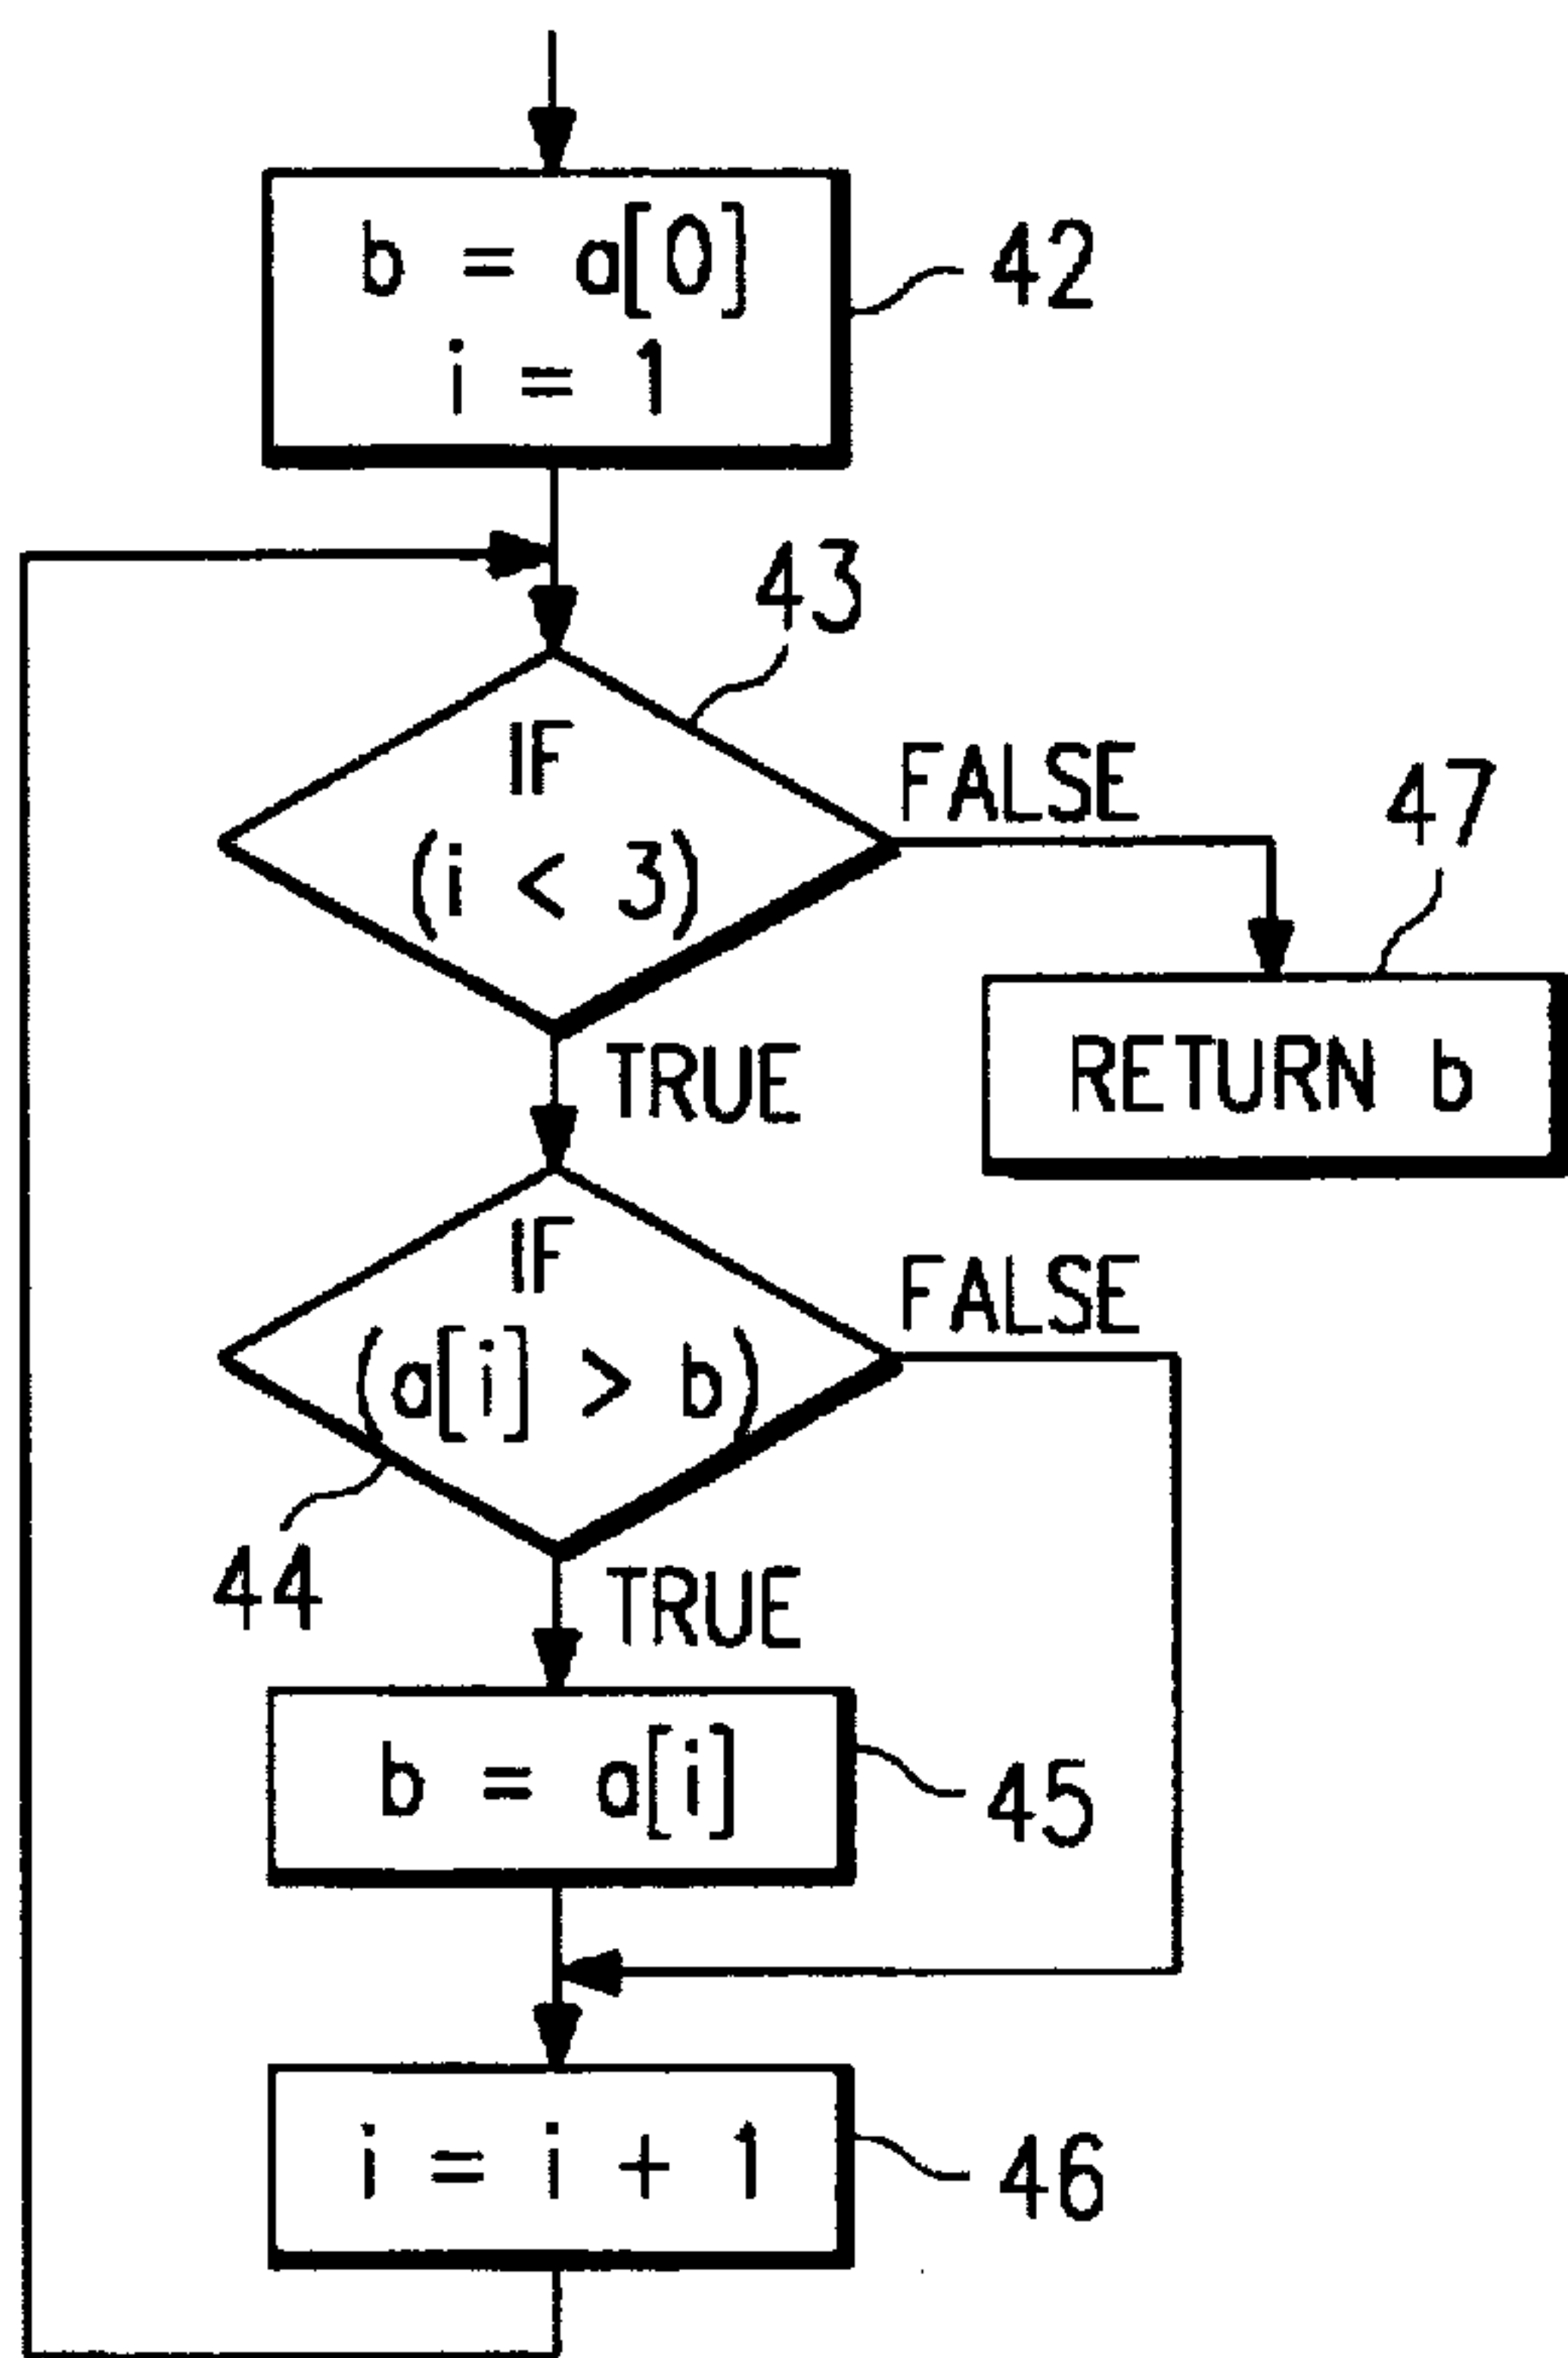 b = a[0]
i = 1
42
43
IF
(i < 3)
FALSE
47
TRUE
RETURN b
IF
(a[i] > b)
FALSE
44
TRUE
b = a[i]
45
i = i + 1
46